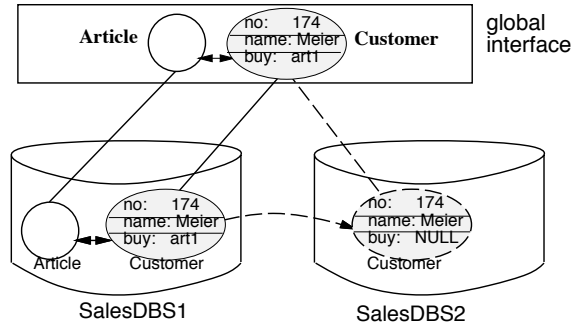 global
interface
Article
no: 174
name: Meier
buy: art1
Customer
no: 174
name: Meier
buy: art1
Article
Customer
no: 174
name: Meier
buy: NULL
Customer
SalesDBS1
SalesDBS2